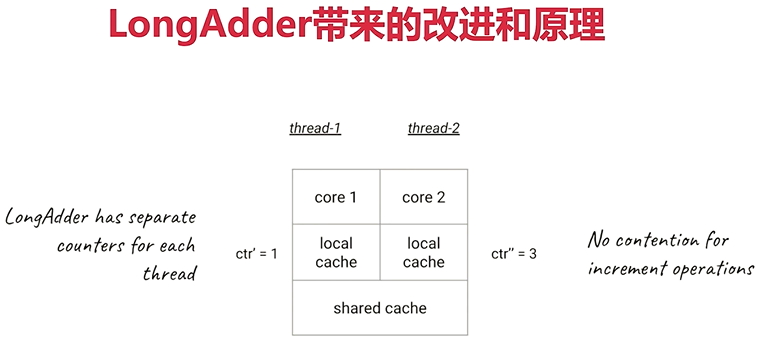 LongAdder带来的改进和原理
thread-1
thread-2
core 1
core 2
LongAdder has separate
counters for each
thread
ctr' = 1
local
cache
local
cache
ctr'' = 3
No contention for
increment operations
shared cache